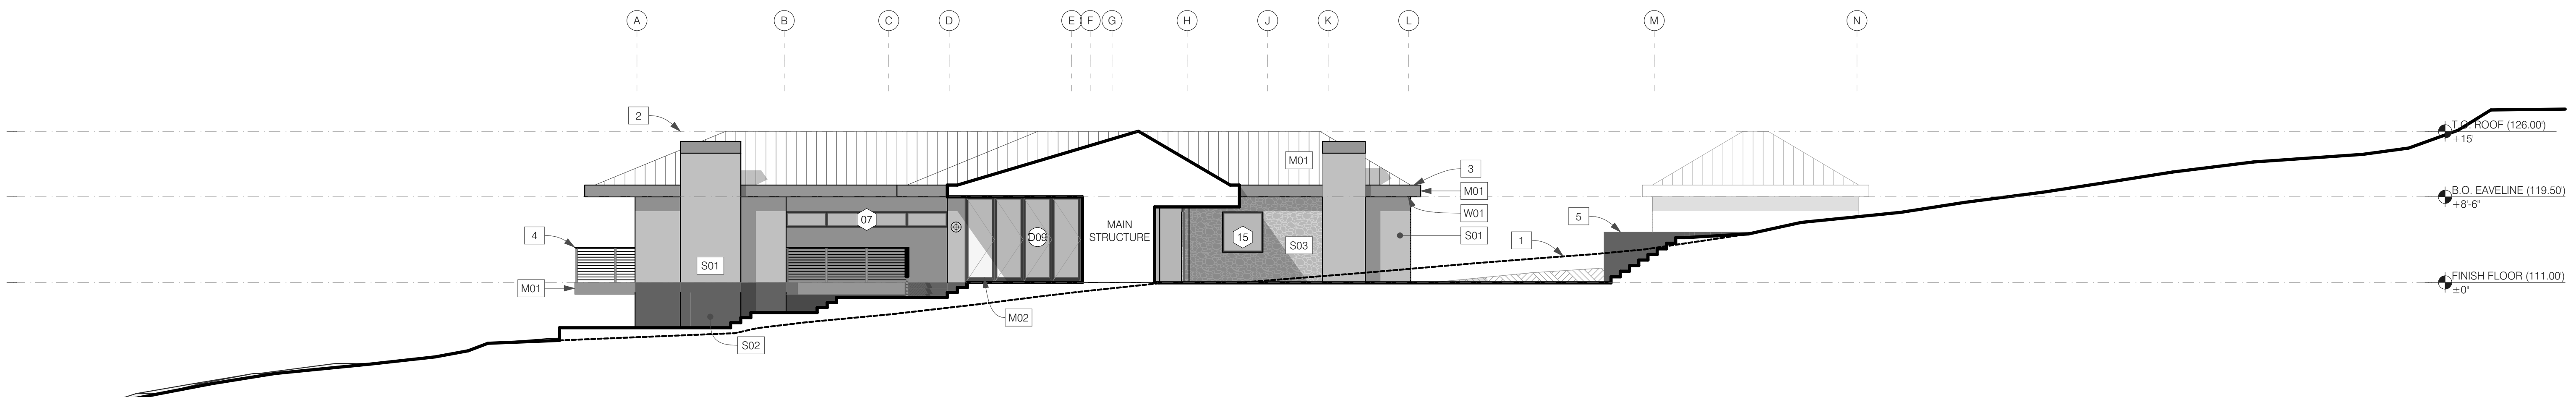 A B C D E F G H J K L M N
2
T.O. ROOF (126.00')
+15'
M01
3
M01
B.O. EAVELINE (119.50')
+8'-6"
W01
07
5
4
D09
MAIN
STRUCTURE
15
S03
S01
1
S01
FINISH FLOOR (111.00')
±0"
M01
M02
S02